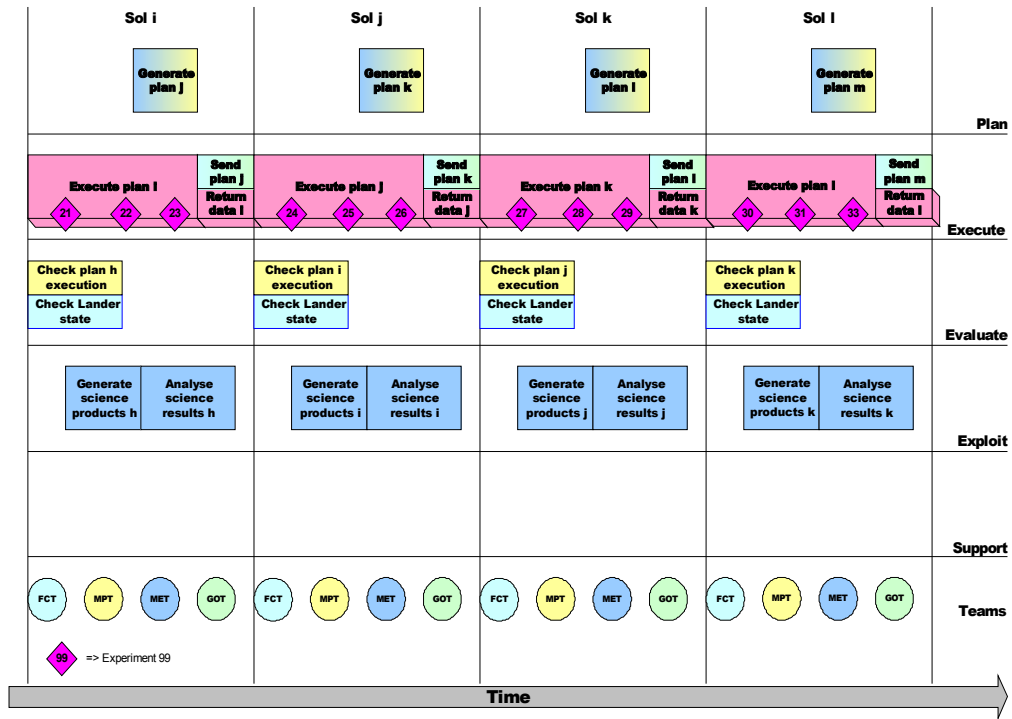 Sol i
Sol j
Sol k
Sol l
Generate
plan j
Generate
plan k
Generate
plan l
Generate
plan m
Plan
Execute plan i
Send
plan j
Return
data i
21
22
23
Execute plan j
Send
plan k
Return
data j
24
25
26
Execute plan k
Send
plan l
Return
data k
27
28
29
Execute plan l
Send
plan m
Return
data l
30
31
33
Execute
Check plan h
execution
Check Lander
state
Check plan i
execution
Check Lander
state
Check plan j
execution
Check Lander
state
Check plan k
execution
Check Lander
state
Evaluate
Generate
science
products h
Analyse
science
results h
Generate
science
products i
Analyse
science
results i
Generate
science
products j
Analyse
science
results j
Generate
science
products k
Analyse
science
results k
Exploit
Support
FCT
MPT
MET
GOT
FCT
MPT
MET
GOT
FCT
MPT
MET
GOT
FCT
MPT
MET
GOT
Teams
99 => Experiment 99
Time